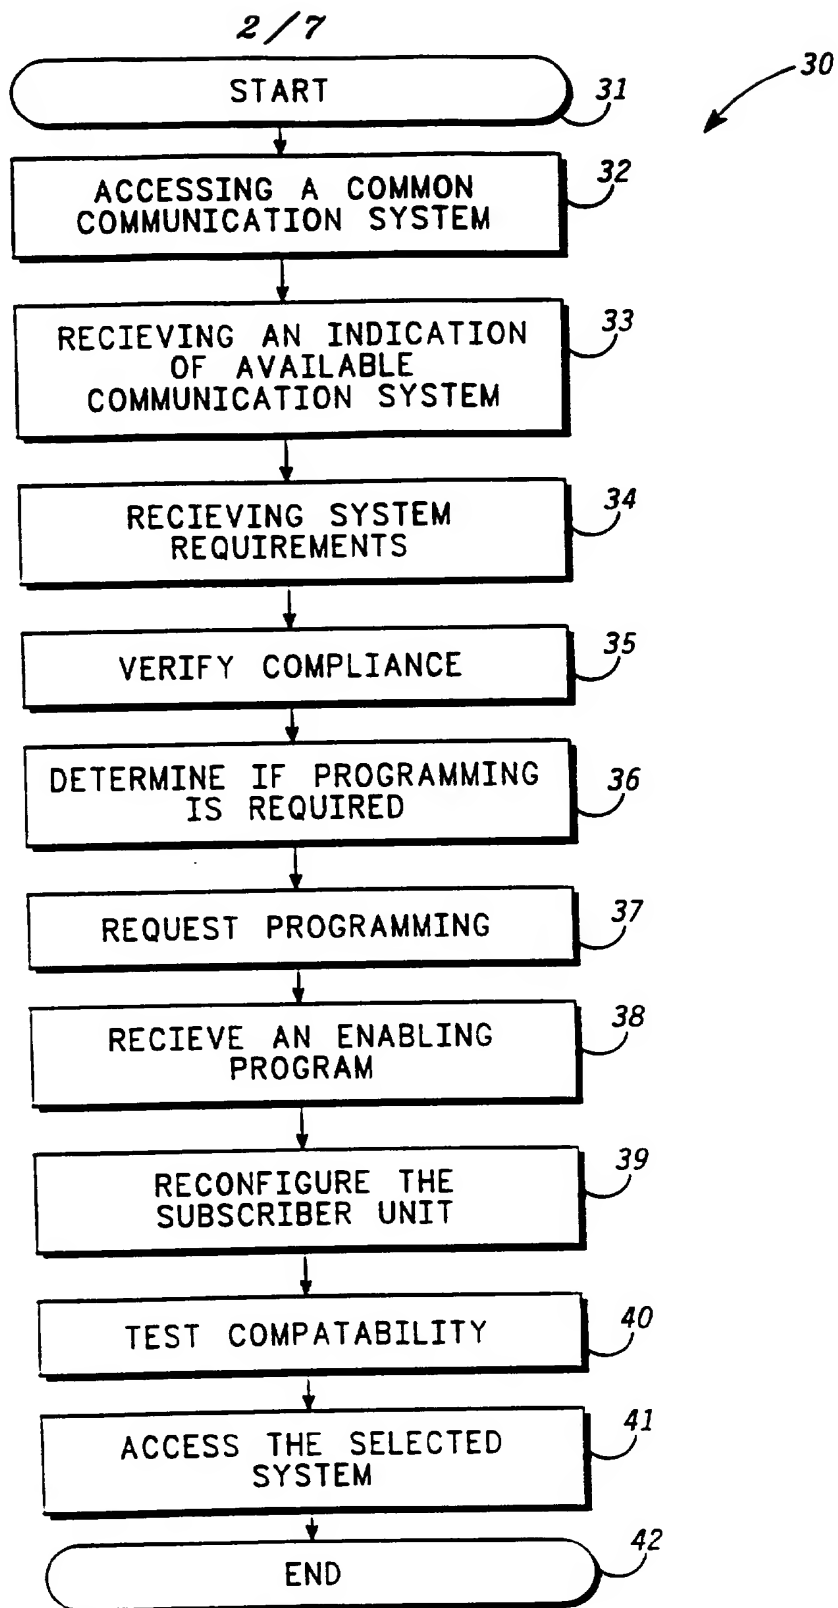 2/7
30
START
31
ACCESSING A COMMON
COMMUNICATION SYSTEM
32
RECIEVING AN INDICATION
OF AVAILABLE
COMMUNICATION SYSTEM
33
RECIEVING SYSTEM
REQUIREMENTS
34
VERIFY COMPLIANCE
35
DETERMINE IF PROGRAMMING
IS REQUIRED
36
REQUEST PROGRAMMING
37
RECIEVE AN ENABLING
PROGRAM
38
RECONFIGURE THE
SUBSCRIBER UNIT
39
TEST COMPATABILITY
40
ACCESS THE SELECTED
SYSTEM
41
END
42